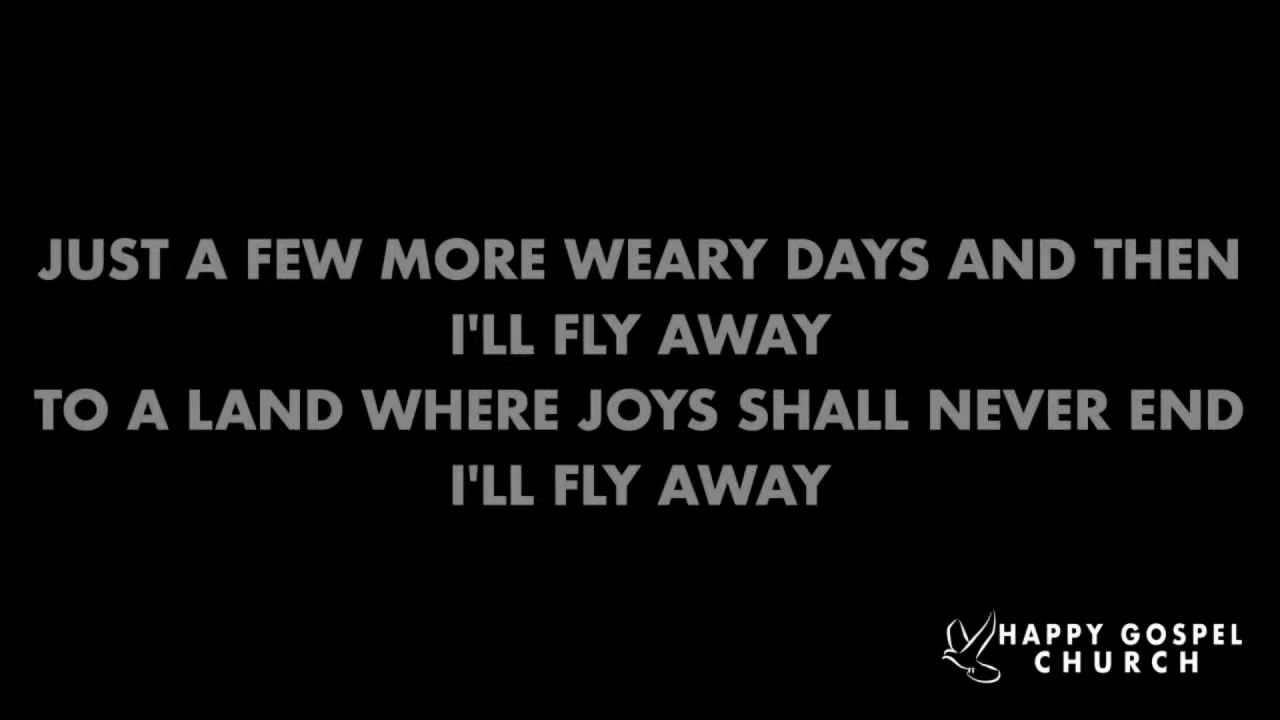 JUST A FEW MORE WEARY DAYS AND THEN
I'LL FLY AWAY
TO A LAND WHERE JOYS SHALL NEVER END
I'LL FLY AWAY
HAPPY GOSPEL
CHURCH